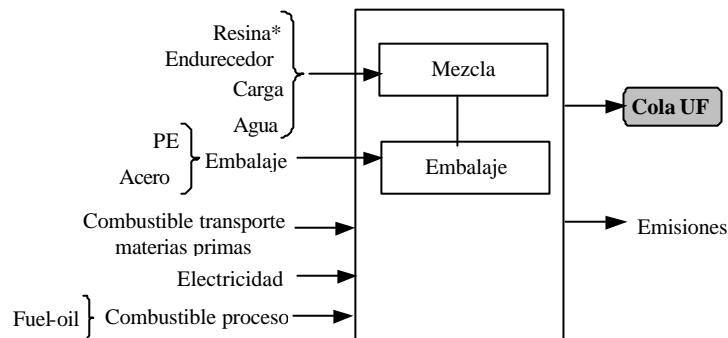 Resina*
Endurecedor
Carga
Agua
Mezcla
Cola UF
PE
Acero
Embalaje
Embalaje
Combustible transporte
materias primas
Emisiones
Electricidad
Fuel-oil
Combustible proceso